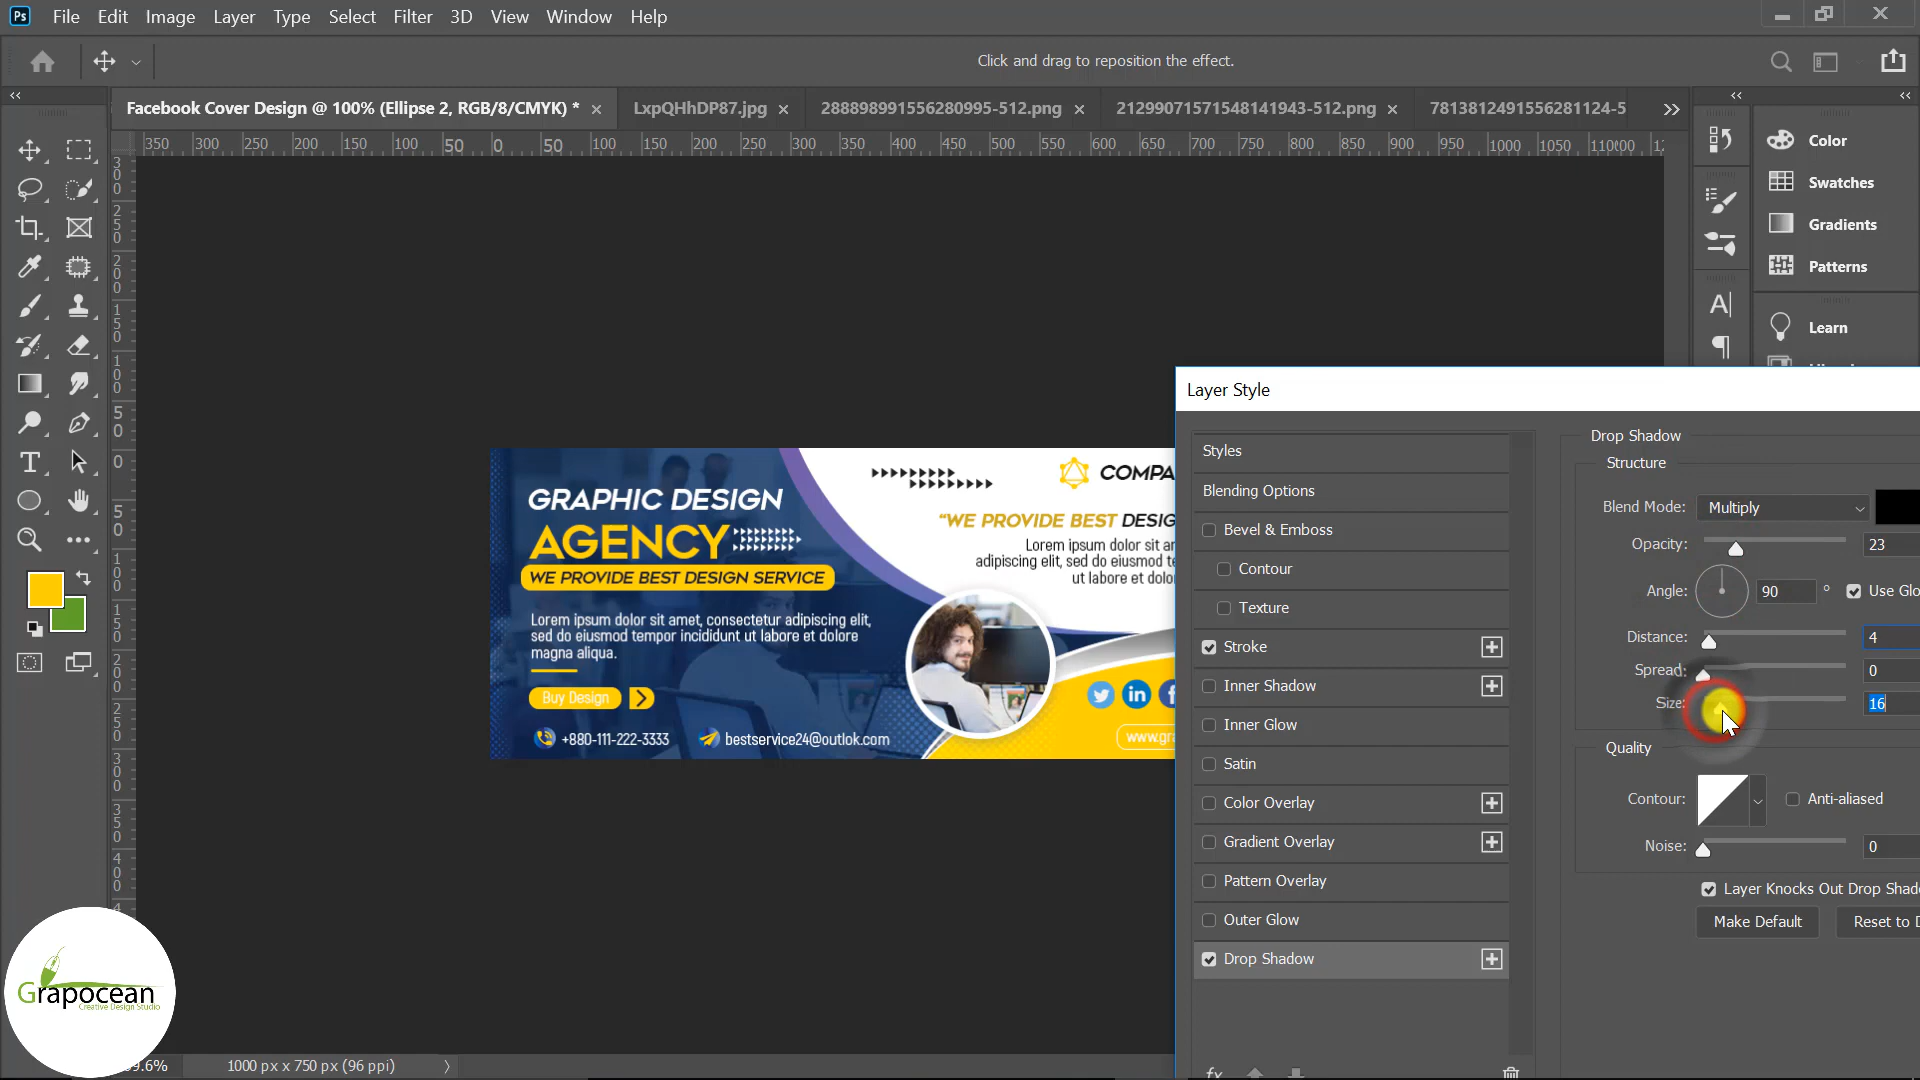 Ps File Edit Image Layer Type Select Filter 3D View Window Help
Click and drag to reposition the effect.
Facebook Cover Design @ 100% (Ellipse 2, RGB/8/CMYK) * × LxpQHhDP87.jpg × 288898991556280995-512.png × 21299071571548141943-512.png × 7813812491556281124-5
350 300 250 200 150 100 50 0 50 100 150 200 250 300 350 400 450 500 550 600 650 700 750 800 850 900 950 1000 1050
Color
Swatches
Gradients
Patterns
Learn
GRAPHIC DESIGN
AGENCY
WE PROVIDE BEST DESIGN SERVICE
Lorem ipsum dolor sit amet, consectetur adipiscing elit,
sed do eiusmod tempor incididunt ut labore et dolore
magna aliqua.
Buy Design
+880-111-222-3333 bestservice24@outlok.com
COMPA
“WE PROVIDE BEST DESIG
Lorem ipsum dolor sit ar
adipiscing elit, sed do eiusmod te
ut labore et dolo
in f
www.gra
Layer Style
Styles
Blending Options
Bevel & Emboss
Contour
Texture
Stroke
Inner Shadow
Inner Glow
Satin
Color Overlay
Gradient Overlay
Pattern Overlay
Outer Glow
Drop Shadow
fx
Drop Shadow
Structure
Blend Mode: Multiply
Opacity: 23
Angle: 90 ° Use Glo
Distance: 4
Spread: 0
Size: 16
Quality
Contour: Anti-aliased
Noise: 0
Layer Knocks Out Drop Shado
Make Default Reset to D
Grapocean
Creative Design Studio
9.6% 1000 px x 750 px (96 ppi)